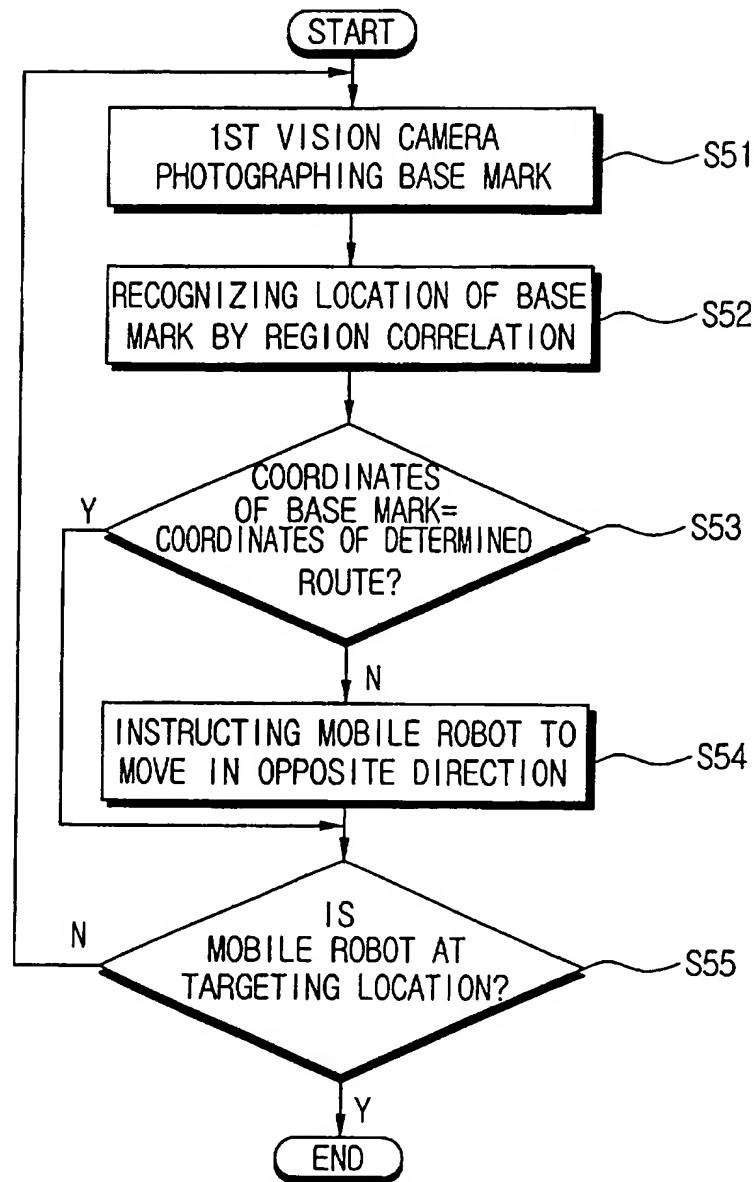 START
1ST VISION CAMERA
PHOTOGRAPHING BASE MARK
S51
RECOGNIZING LOCATION OF BASE
MARK BY REGION CORRELATION
S52
COORDINATES
OF BASE MARK=
COORDINATES OF DETERMINED
ROUTE?
Y
S53
N
INSTRUCTING MOBILE ROBOT TO
MOVE IN OPPOSITE DIRECTION
S54
IS
MOBILE ROBOT AT
TARGETING LOCATION?
N
S55
Y
END